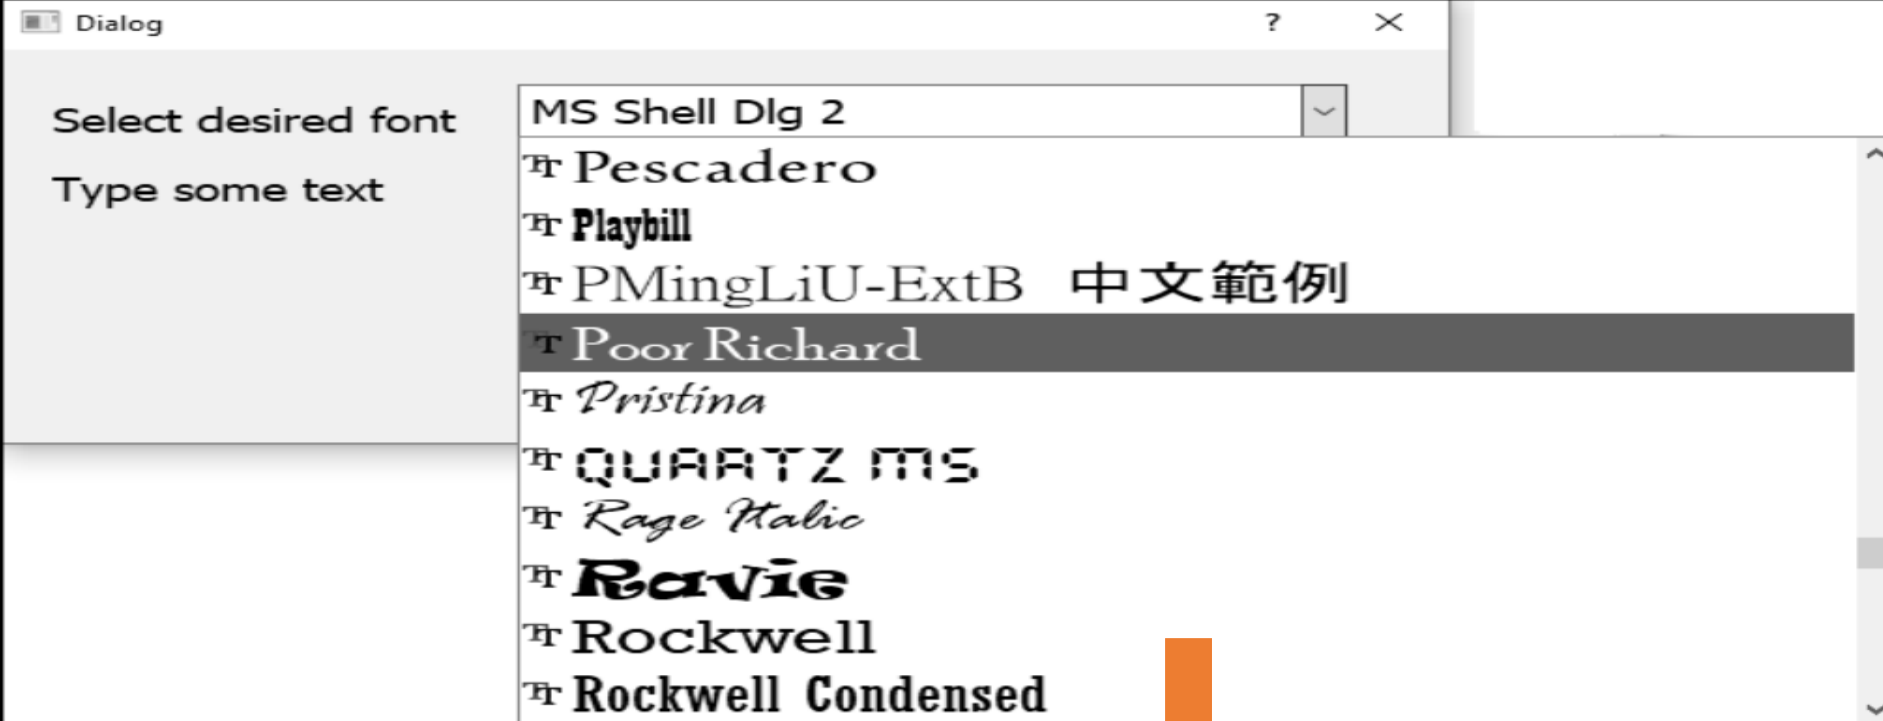 Dialog
Select desired font
MS Shell Dlg 2
Type some text
Pescadero
Playbill
PMingLiU-ExtB 中文範例
Poor Richard
Pristina
QUARTZ MS
Rage Italic
Ravie
Rockwell
Rockwell Condensed